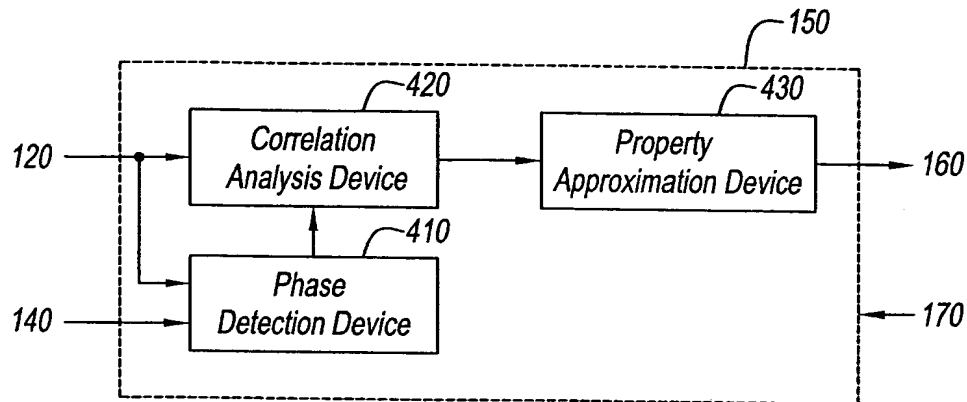 150
420
430
120
Correlation
Analysis Device
Property
Approximation Device
160
410
Phase
Detection Device
140
170